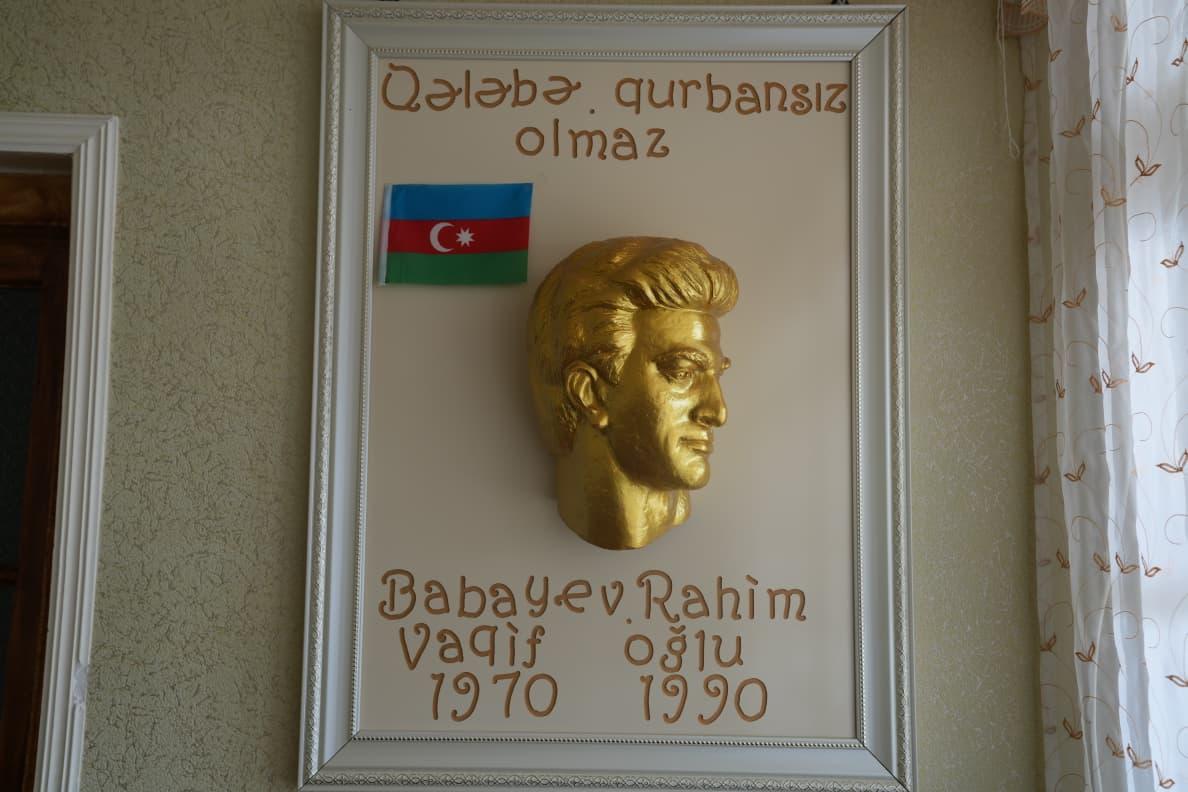 Qələbə qurbansız
olmaz
Babayev Rahim
Vaqif oğlu
1970 1990